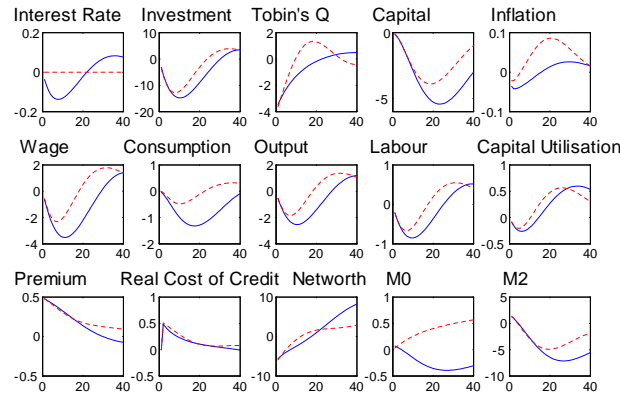 Interest Rate Investment Tobin's Q Capital Inflation
0.2 10 2 0 0.1
0 0 0 0
-10 -2 -5
-0.2 -20 -4 -0.1
0 20 40 0 20 40 0 20 40 0 20 40 0 20 40
Wage Consumption Output Labour Capital Utilisation
2 1 2 1 1
0 0 0 0 0.5
-2 -1 -2 0
-4 -2 -4 -1 -0.5
0 20 40 0 20 40 0 20 40 0 20 40 0 20 40
Premium Real Cost of Credit Networth M0 M2
0.5 1 10 1 5
0 0.5 0 0.5 0
0 0 -5
-0.5 -0.5 -10 -0.5 -10
0 20 40 0 20 40 0 20 40 0 20 40 0 20 40